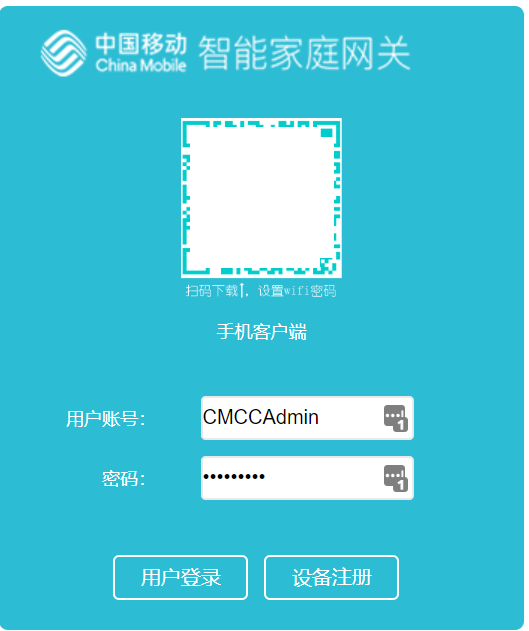 中国移动 智能家庭网关
China Mobile
扫码下载，设置wifi密码
手机客户端
用户账号：
CMCCAdmin
密码：
•••••••••
用户登录 设备注册